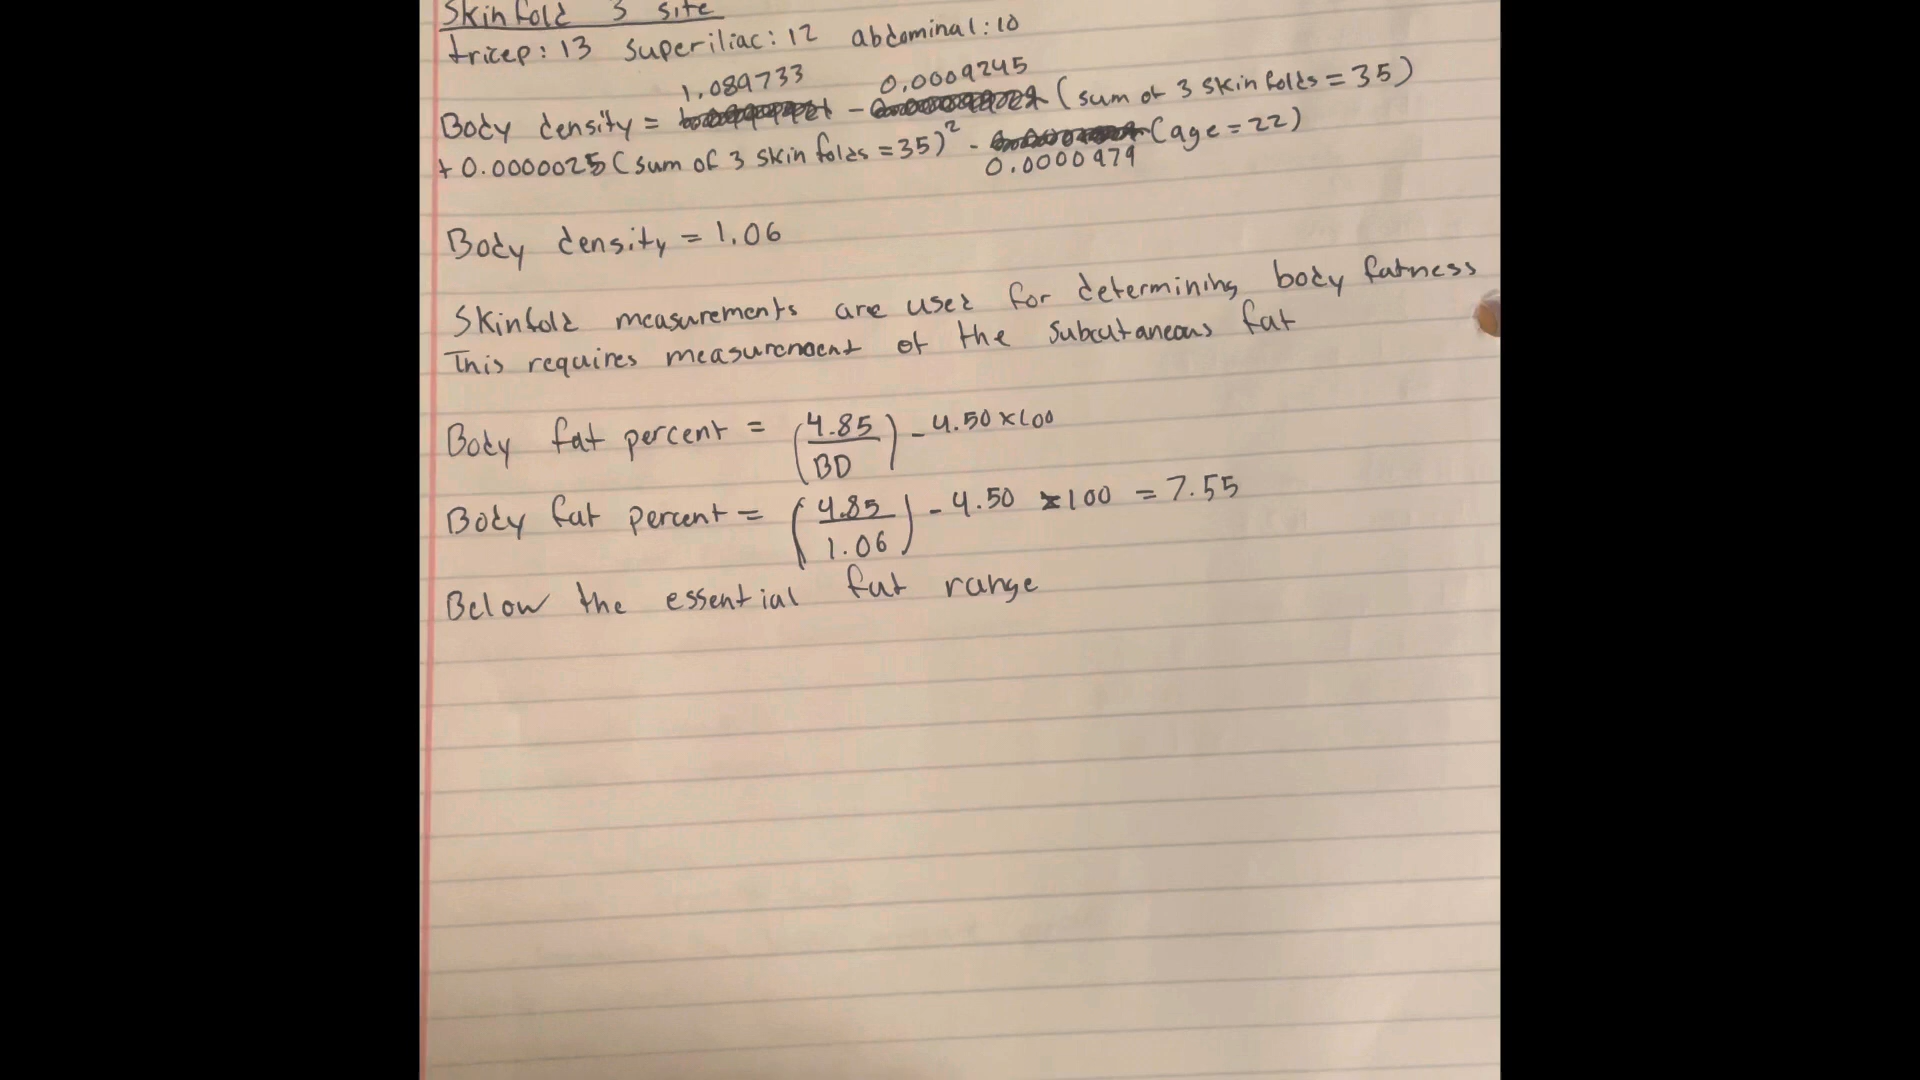 Skinfold 3 site
tricep: 13 superiliac: 12 abdominal: 10
1.089733 0.0009245
Body density = - (sum of 3 skin folds = 35)
+ 0.0000025 (sum of 3 skin folds = 35)² - (age = 22)
0.0000979
Body density = 1.06
Skinfold measurements are used for determining body fatness
This requires measurement of the subcutaneous fat
Body fat percent = (4.85/BD) - 4.50 x 100
Body fat percent = (4.85/1.06) - 4.50 x 100 = 7.55
Below the essential fat range